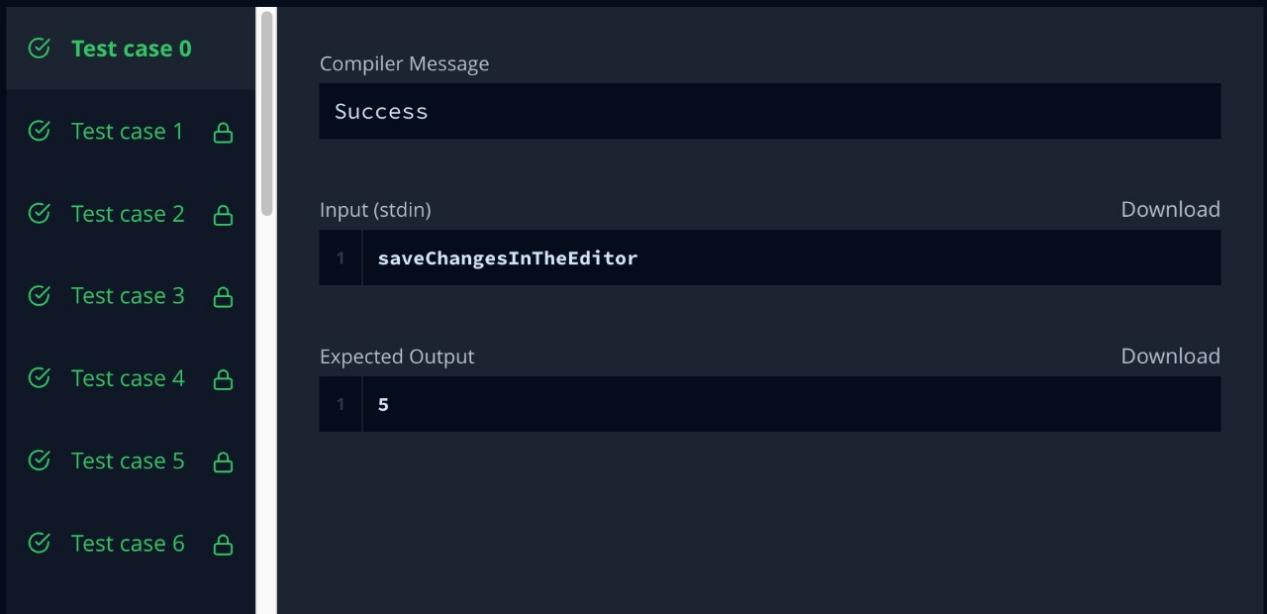 Test case 0
Test case 1
Test case 2
Test case 3
Test case 4
Test case 5
Test case 6
Compiler Message
Success
Input (stdin)
Download
1 saveChangesInTheEditor
Expected Output
Download
1 5